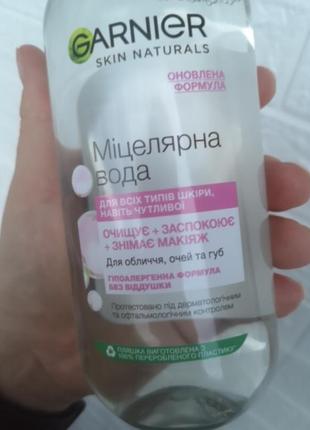 GARNIER
SKIN NATURALS
ОНОВЛЕНА
ФОРМУЛА
Міцелярна
вода
ДЛЯ ВСІХ ТИПІВ ШКІРИ,
НАВІТЬ ЧУТЛИВОЇ
ОЧИЩУЄ + ЗАСПОКОЮЄ
+ ЗНІМАЄ МАКІЯЖ
Для обличчя, очей та губ
ГІПОАЛЕРГЕННА ФОРМУЛА
БЕЗ ВІДДУШКИ
Протестовано під дерматологічним
та офтальмологічним контролем
ПЛЯШКА ВИГОТОВЛЕНА З
100% ПЕРЕРОБЛЕНОГО ПЛАСТИКУ*